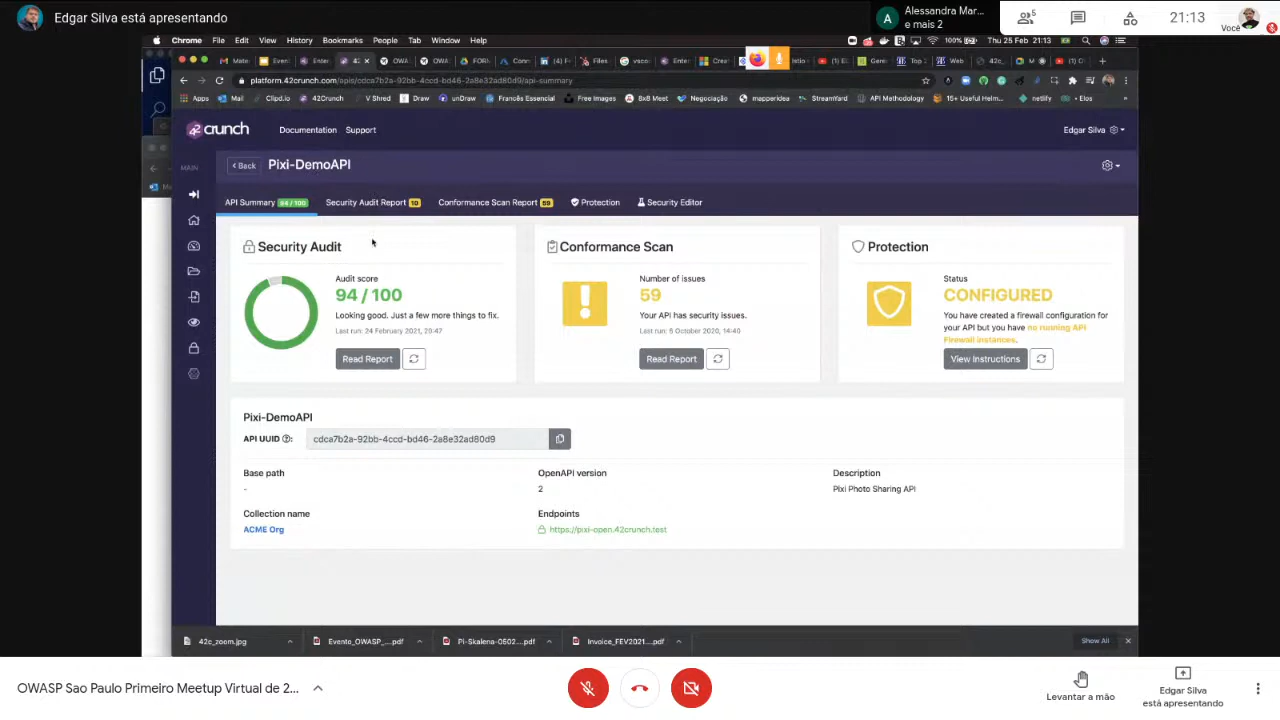 Edgar Silva está apresentando
A
Alessandra Mar...
e mais 2
5
21:13
Você
Chrome File Edit View History Bookmarks People Tab Window Help
100% Thu 25 Feb 21:13
platform.42crunch.com/apis/cdca7b2a-92bb-4ccd-bd46-2a8e32ad80d9/api-summary
Apps Mail Clipd.io 42Crunch V Shred Draw unDraw Francês Essencial Free Images 8x8 Meet Negociação mapperidea StreamYard API Methodology 15+ Useful Helm... netlify Elos »
42crunch
Documentation Support
Edgar Silva
MAIN
Back
Pixi-DemoAPI
API Summary 94/100
Security Audit Report 10
Conformance Scan Report 59
Protection
Security Editor
Security Audit
Audit score
94 / 100
Looking good. Just a few more things to fix.
Last run: 24 February 2021, 20:47
Read Report
Conformance Scan
Number of issues
59
Your API has security issues.
Last run: 6 October 2020, 14:40
Read Report
Protection
Status
CONFIGURED
You have created a firewall configuration for
your API but you have no running API
Firewall instances.
View Instructions
Pixi-DemoAPI
API UUID ?:
cdca7b2a-92bb-4ccd-bd46-2a8e32ad80d9
Base path
-
OpenAPI version
2
Description
Pixi Photo Sharing API
Collection name
ACME Org
Endpoints
https://pixi-open.42crunch.test
42c_zoom.jpg
Evento_OWASP_....pdf
PI-Skalena-0502....pdf
Invoice_FEV2021....pdf
Show All
OWASP Sao Paulo Primeiro Meetup Virtual de 2...
Levantar a mão
Edgar Silva
está apresentando